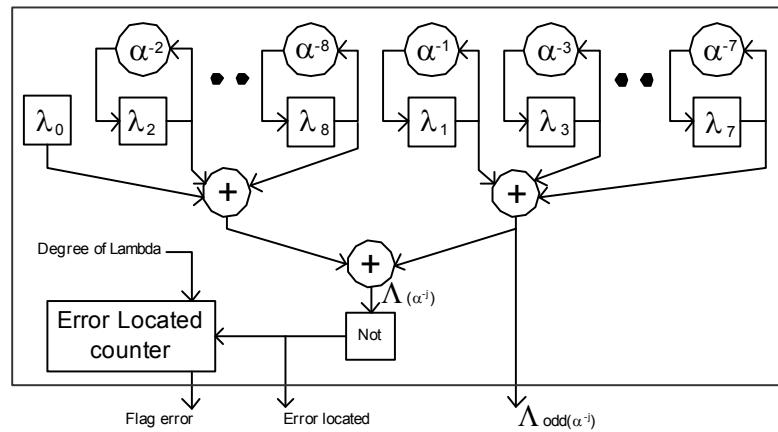 α⁻² α⁻⁸ α⁻¹ α⁻³ α⁻⁷
λ₀ λ₂ λ₈ λ₁ λ₃ λ₇
+ +
Degree of Lambda
+
Λ(α⁻ʲ)
Error Located
counter
Not
Flag error Error located Λodd(α⁻ʲ)